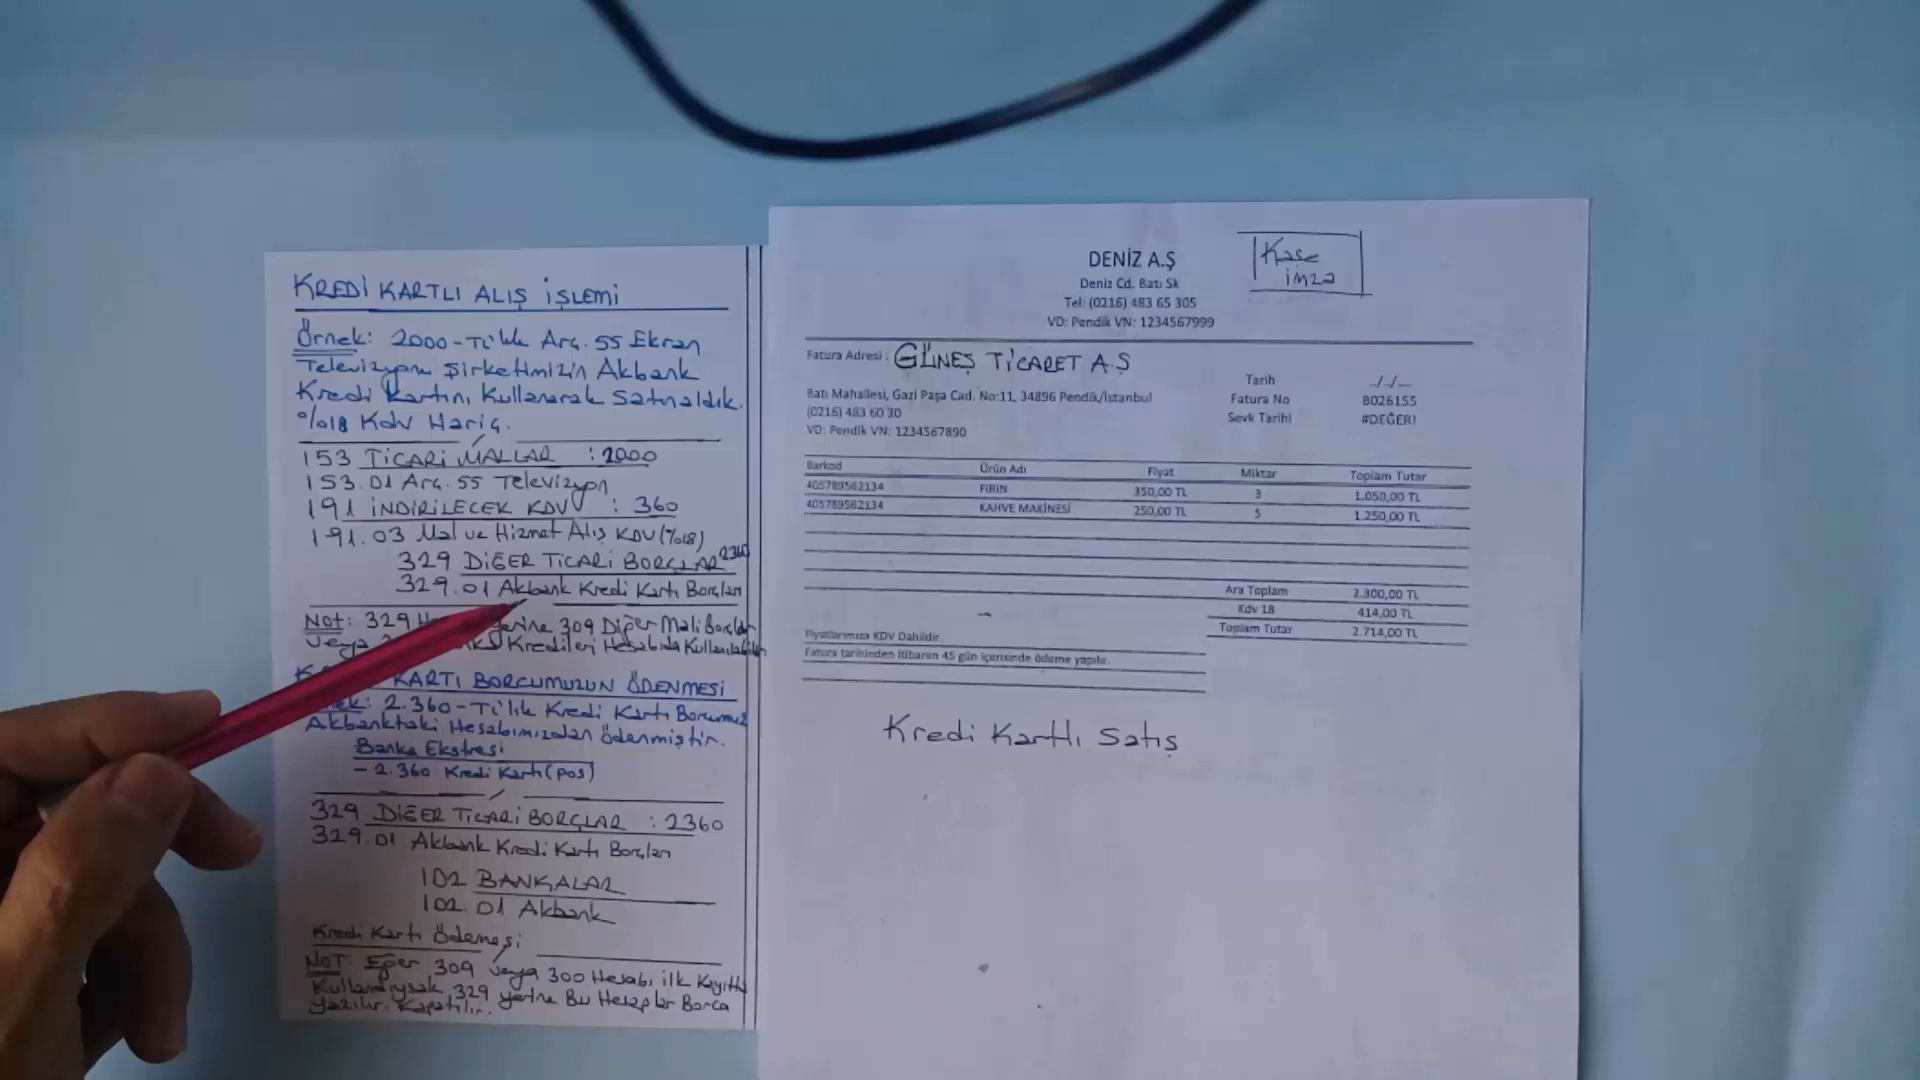 KREDİ KARTLI ALIŞ İŞLEMİ
Örnek: 2000-TL'lik Arç. 55 Ekran
Televizyonu Şirketimizin Akbank
Kredi Kartını Kullanarak Satınaldık.
%18 Kdv Hariç.
153 TİCARİ MALLAR : 2000
153.01 Arç. 55 Televizyon
191 İNDİRİLECEK KDV : 360
191.03 Mal ve Hizmet Alış KDV(%18)
329 DİĞER TİCARİ BORÇLAR 2360
329.01 Akbank Kredi Kartı Borçları
Not: 329 yerine 309 Diğer Mali Borçlar
veya Kredileri Hesabıda Kullanılabilir
KARTI BORCUMUZUN ÖDENMESİ
2.360-TL'lik Kredi Kartı Borcumuz
Akbanktaki Hesabımızdan Ödenmiştir.
Banka Ekstresi
- 2.360 Kredi Kartı (pos)
329 DİĞER TİCARİ BORÇLAR : 2360
329.01 Akbank Kredi Kartı Borçları
102 BANKALAR
102.01 Akbank
Kredi Kartı Ödemesi
NOT: Eğer 309 veya 300 Hesabı ilk Kayıtta
Kullandıysak 329 yerine Bu Hesaplar Borca
yazılır. Kapatılır.
DENİZ A.Ş
Kaşe
imza
Deniz Cd. Batı Sk
Tel: (0216) 483 65 305
VD: Pendik VN: 1234567999
Fatura Adresi : GÜNEŞ TİCARET A.Ş
Batı Mahallesi, Gazi Paşa Cad. No:11, 34896 Pendik/İstanbul
(0216) 483 60 30
VD: Pendik VN: 1234567890
Tarih ../../....
Fatura No B026155
Sevk Tarihi #DEĞER!
Barkod Ürün Adı Fiyat Miktar Toplam Tutar
405789562134 FIRIN 350,00 TL 3 1.050,00 TL
405789562134 KAHVE MAKİNESİ 250,00 TL 5 1.250,00 TL
Ara Toplam 2.300,00 TL
Kdv 18 414,00 TL
Toplam Tutar 2.714,00 TL
Fiyatlarımıza KDV Dahildir.
Fatura tarihinden itibaren 45 gün içerisinde ödeme yapılır.
Kredi Kartlı Satış